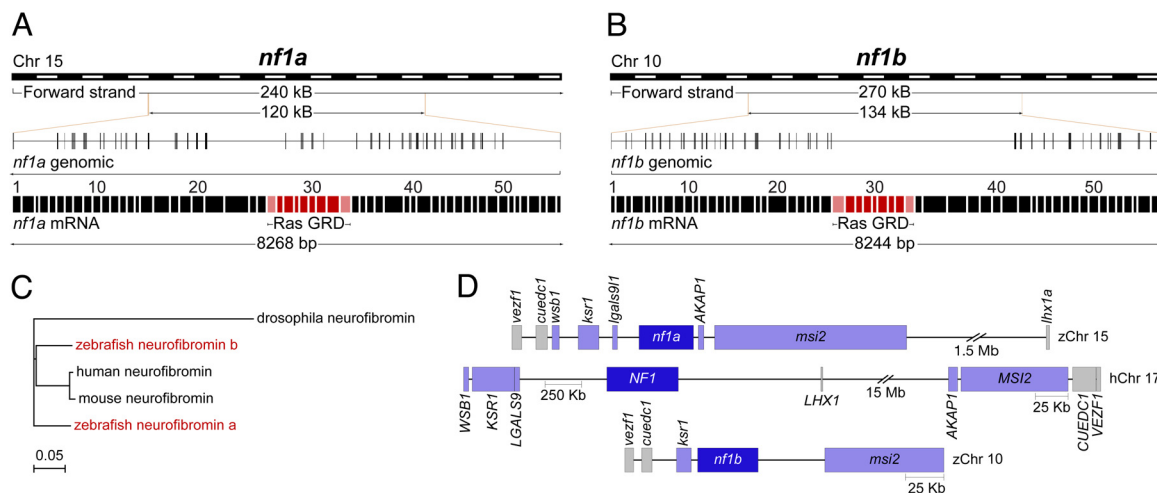 A
nf1a
Chr 15
Forward strand
240 kB
120 kB
nf1a genomic
1 10 20 30 40 50
nf1a mRNA
Ras GRD
8268 bp
B
nf1b
Chr 10
Forward strand
270 kB
134 kB
nf1b genomic
1 10 20 30 40 50
nf1b mRNA
Ras GRD
8244 bp
C
drosophila neurofibromin
zebrafish neurofibromin b
human neurofibromin
mouse neurofibromin
zebrafish neurofibromin a
0.05
D
vezf1 cuedc1 wsb1 ksr1 lgals9l1 AKAP1 lhx1a
nf1a msi2 zChr 15
1.5 Mb
NF1 MSI2 hChr 17
250 Kb 15 Mb 25 Kb
WSB1 KSR1 LGALS9 LHX1 AKAP1 CUEDC1 VEZF1
vezf1 cuedc1 ksr1
nf1b msi2 zChr 10
25 Kb